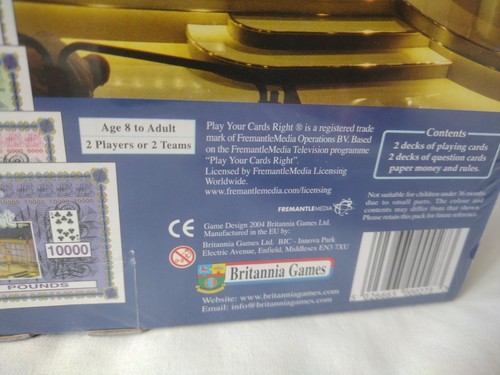 Age 8 to Adult
2 Players or 2 Teams
Play Your Cards Right ® is a registered trade
mark of FremantleMedia Operations BV. Based
on the FremantleMedia Television programme
"Play Your Cards Right".
Licensed by FremantleMedia Licensing
Worldwide.
www.fremantlemedia.com/licensing
FREMANTLEMEDIA
CE
Game Design 2004 Britannia Games Ltd.
Manufactured in the EU by:
Britannia Games Ltd. BIC - Innova Park
Electric Avenue, Enfield, Middlesex EN3 7XU
Britannia Games
Website: www.britanniagames.com
Email: info@britanniagames.com
Contents
2 decks of playing cards
2 decks of question cards
paper money and rules.
Not suitable for children under 36 months
due to small parts. The colour and
contents may differ from that shown.
Please retain this pack for future reference.
10000
POUNDS